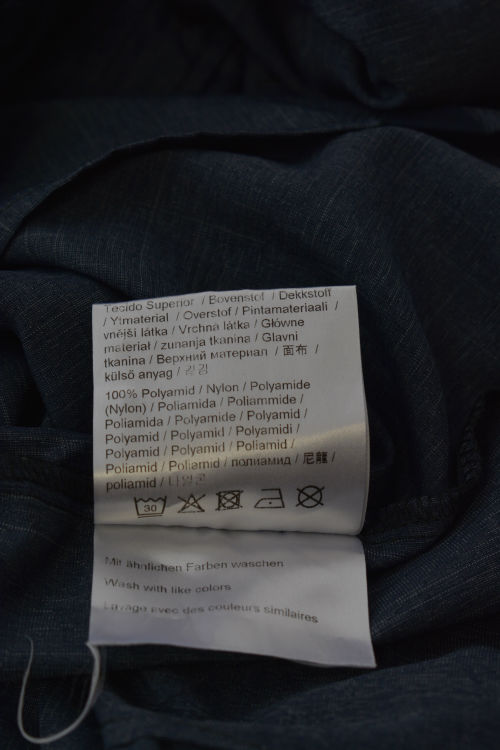 Tecido Superior / Bovenstof / Dekkstoff
/ Ytmaterial / Overstof / Pintamateriaali /
vnější látka / Vrchna látka / Główne
materiał / zunanja tkanina / Glavni
tkanina / Верхний материал / 面布 /
külső anyag / 겉감
100% Polyamid / Nylon / Polyamide
(Nylon) / Poliamida / Poliammide /
Poliamida / Polyamide / Polyamid /
Polyamid / Polyamid / Polyamidi /
Polyamid / Polyamid / Poliamid /
Poliamid / Poliamid / полиамид / 尼龍 /
poliamid / 나일론
30
Mit ähnlichen Farben waschen
Wash with like colors
Lavage avec des couleurs similaires